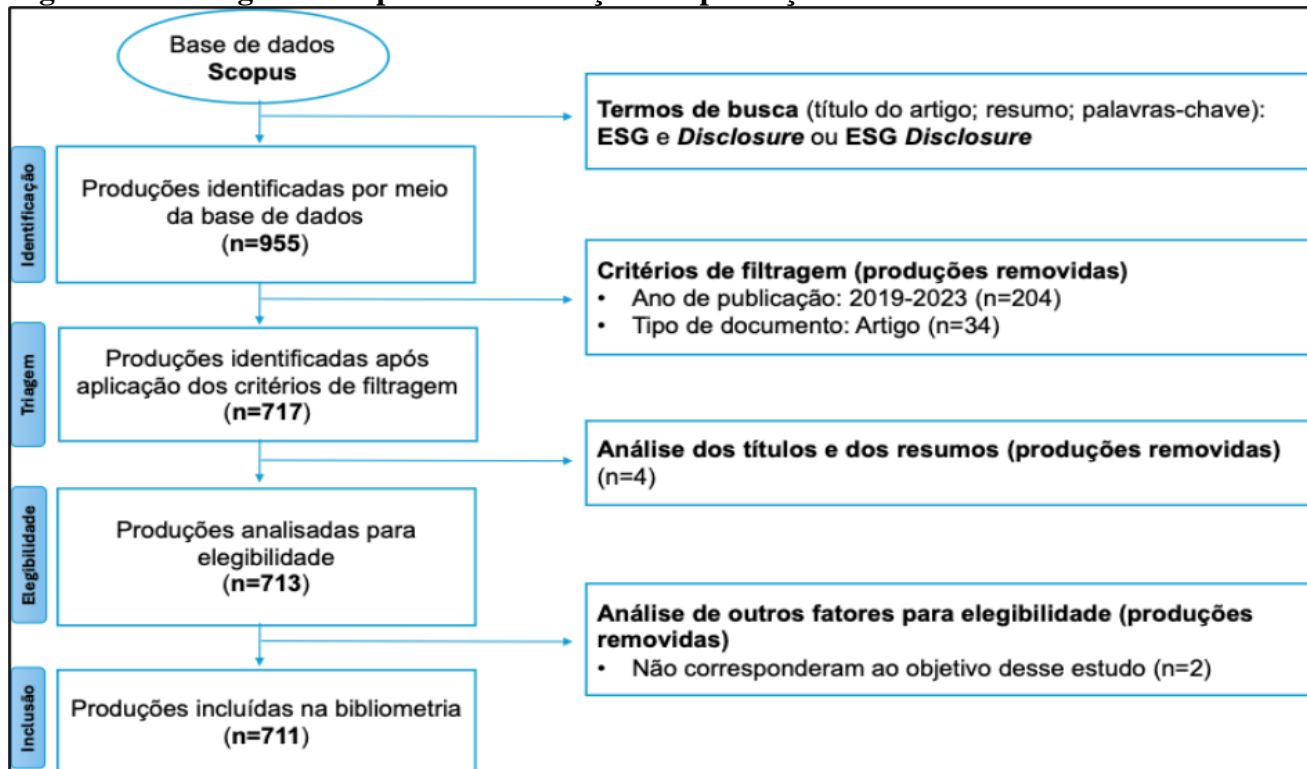 Base de dados
Scopus
Termos de busca (título do artigo; resumo; palavras-chave):
ESG e Disclosure ou ESG Disclosure
Identificação
Produções identificadas por meio
da base de dados
(n=955)
Critérios de filtragem (produções removidas)
• Ano de publicação: 2019-2023 (n=204)
• Tipo de documento: Artigo (n=34)
Triagem
Produções identificadas após
aplicação dos critérios de filtragem
(n=717)
Análise dos títulos e dos resumos (produções removidas)
(n=4)
Elegibilidade
Produções analisadas para
elegibilidade
(n=713)
Análise de outros fatores para elegibilidade (produções
removidas)
• Não corresponderam ao objetivo desse estudo (n=2)
Inclusão
Produções incluídas na bibliometria
(n=711)